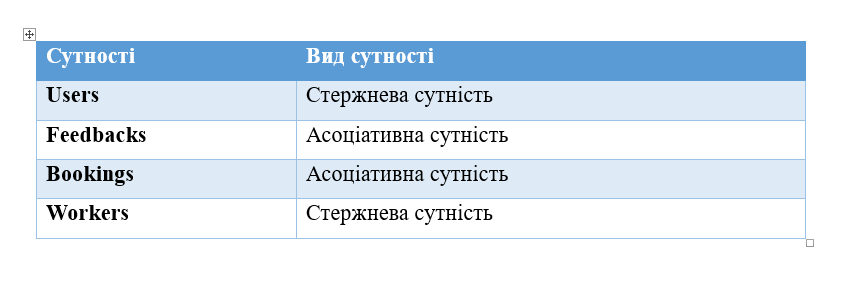 Сутності Вид сутності
Users Стержнева сутність
Feedbacks Асоціативна сутність
Bookings Асоціативна сутність
Workers Стержнева сутність